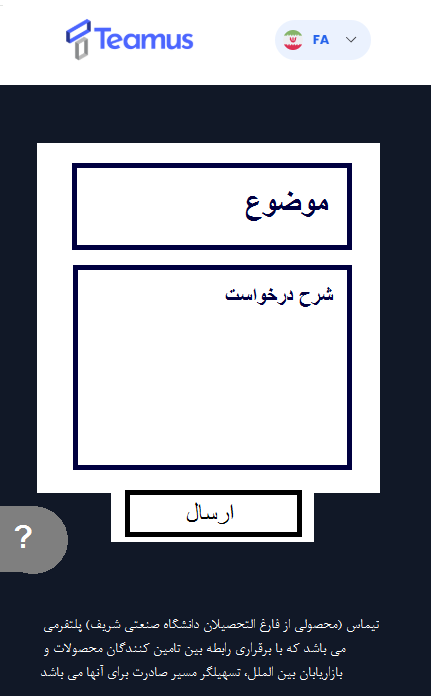 Teamus
FA
موضوع
شرح درخواست
ارسال
?
تیماس (محصولی از فارغ التحصیلان دانشگاه صنعتی شریف) پلتفرمی
می باشد که با برقراری رابطه بین تامین کنندگان محصولات و
بازاریابان بین الملل، تسهیلگر مسیر صادرت برای آنها می باشد